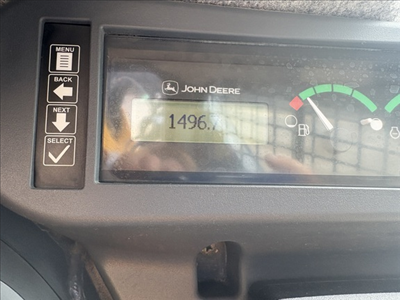 MENU
BACK
NEXT
SELECT
JOHN DEERE
1496.7